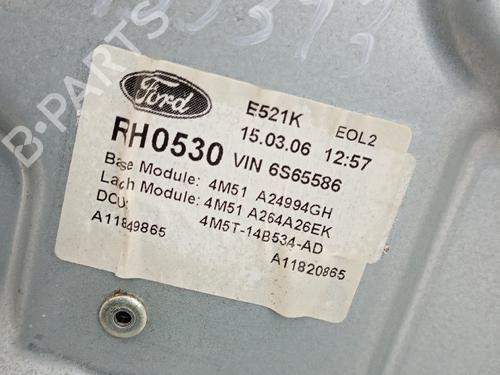 Ford
E521K EOL2
15.03.06 12:57
RH0530 VIN 6S65586
Base Module: 4M51 A24994GH
Latch Module: 4M51 A264A26EK
DCU: 4M5T-14B534-AD
A11849865 A11820865
B-PARTS